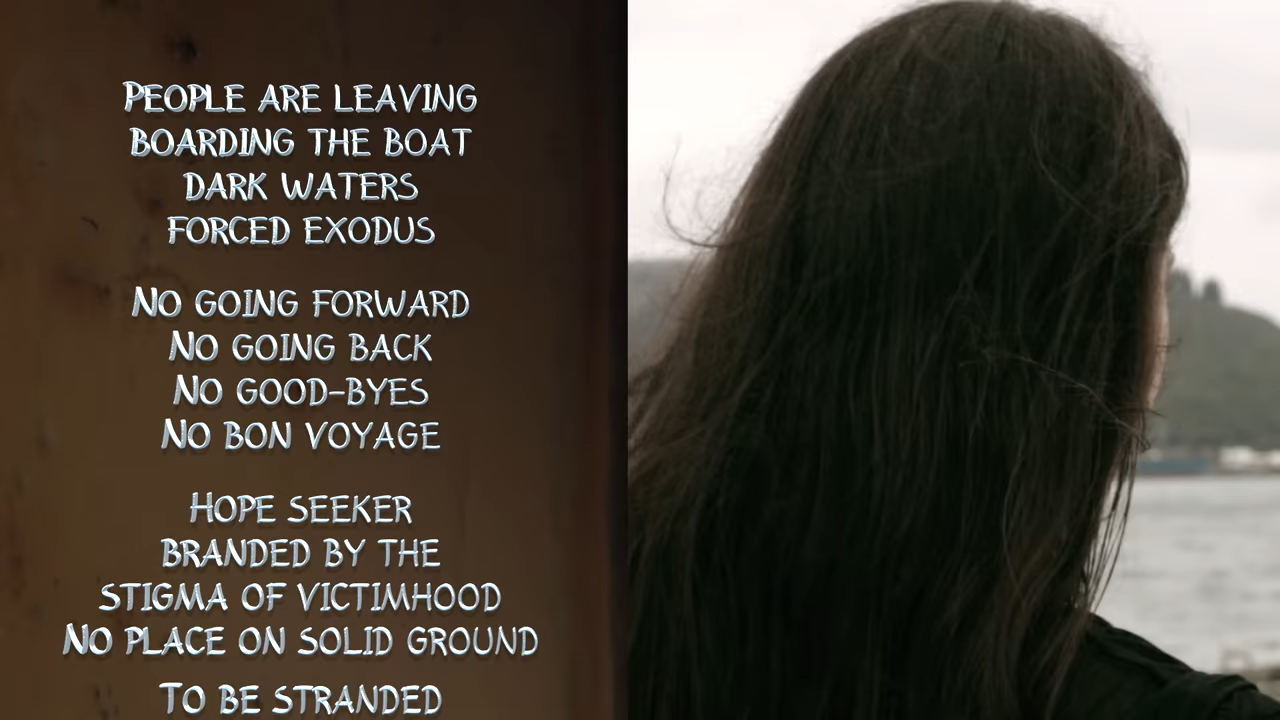 People are leaving
boarding the boat
dark waters
forced exodus
No going forward
No going back
No good-byes
No bon voyage
Hope seeker
branded by the
stigma of victimhood
No place on solid ground
To be stranded